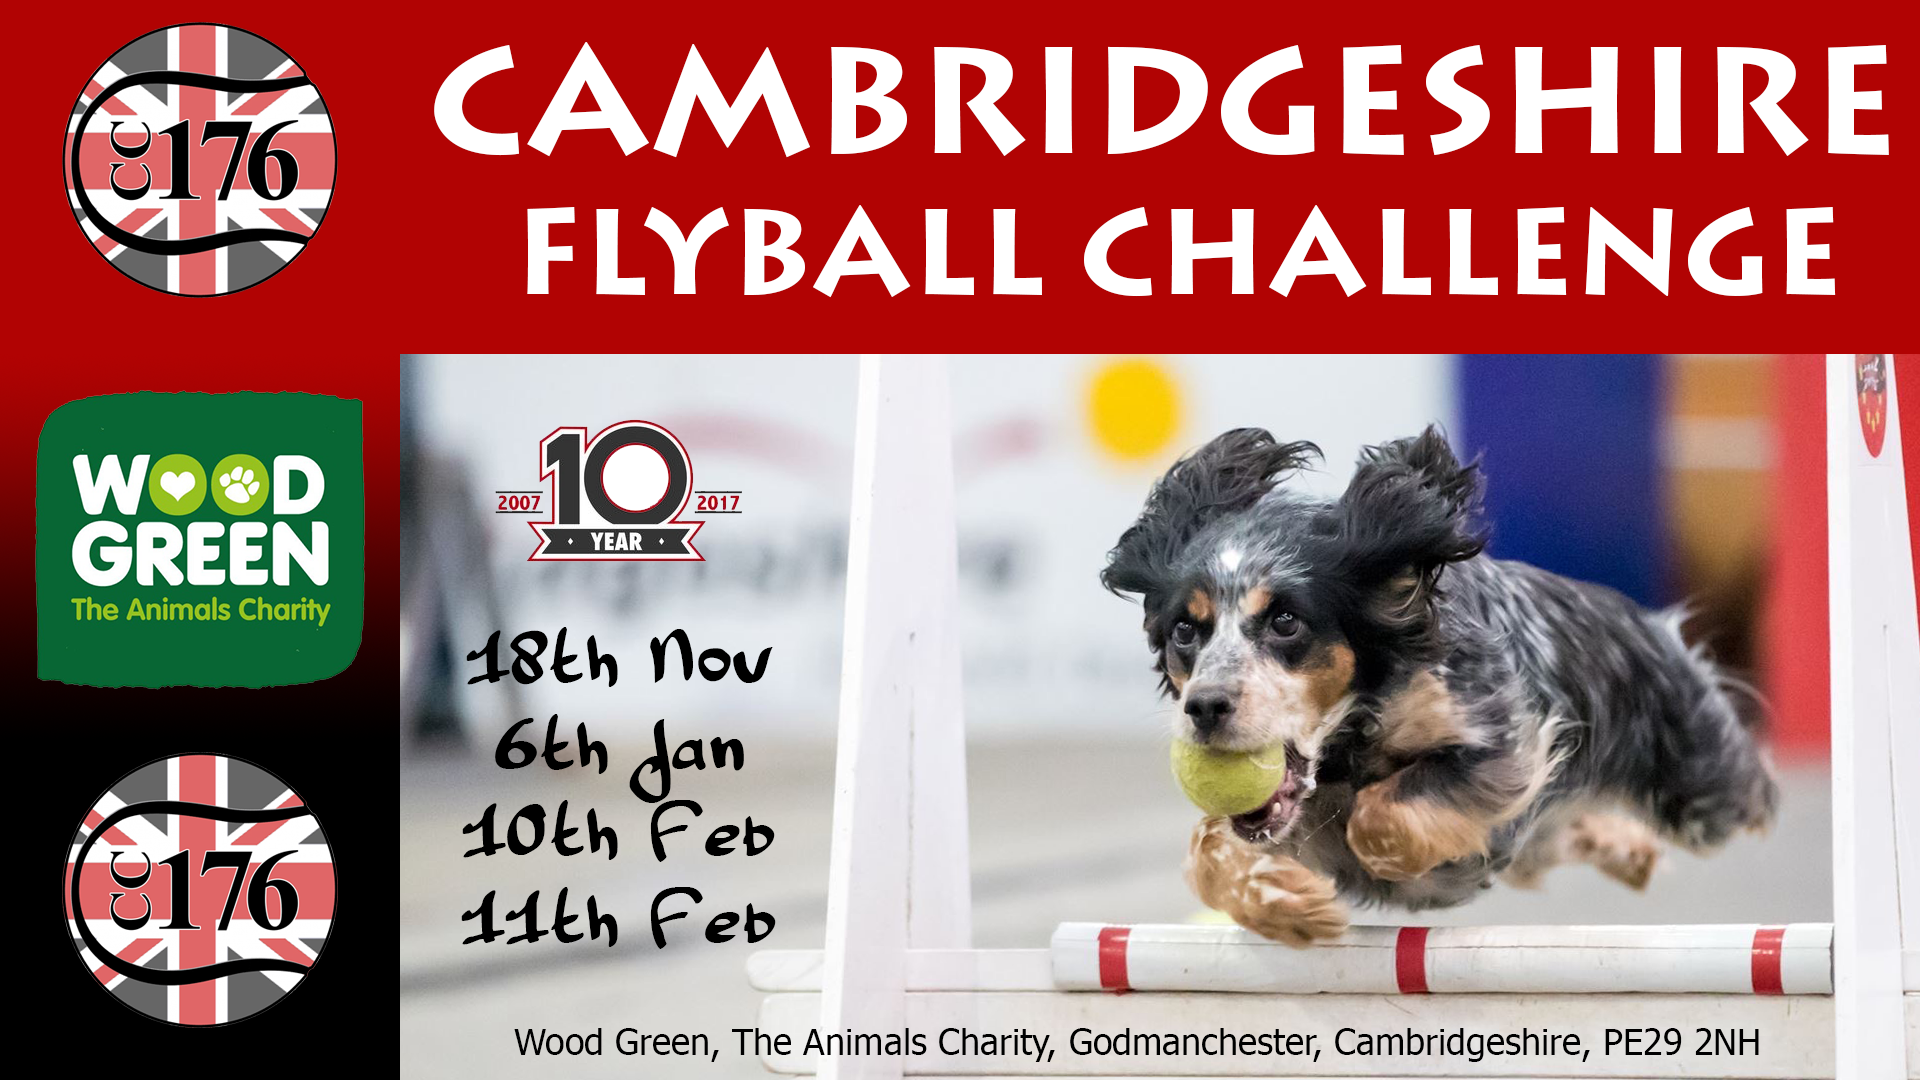 CC176
CAMBRIDGESHIRE
FLYBALL CHALLENGE
WOOD
GREEN
The Animals Charity
10
2007 2017
· YEAR ·
18th Nov
6th Jan
10th Feb
11th Feb
CC176
Wood Green, The Animals Charity, Godmanchester, Cambridgeshire, PE29 2NH